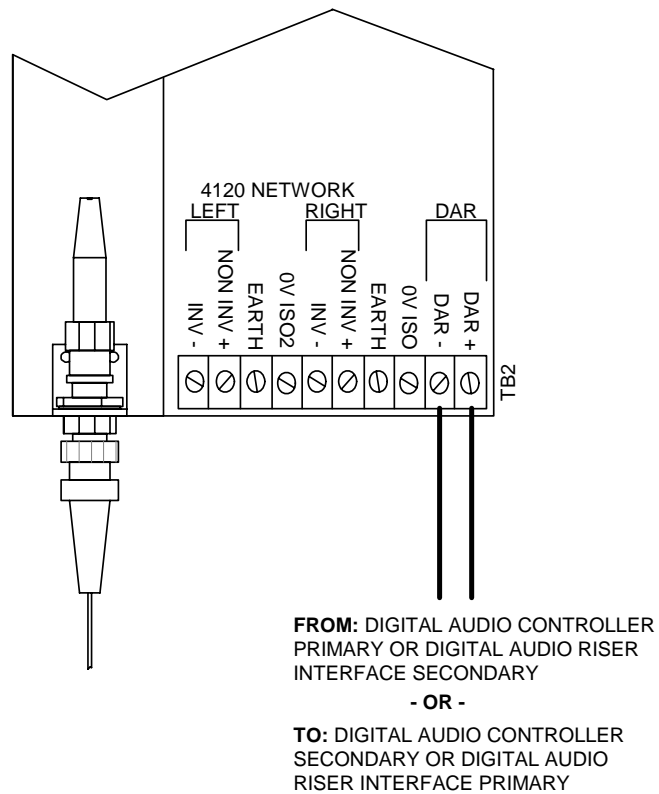 4120 NETWORK
LEFT
RIGHT
DAR
INV -
NON INV +
EARTH
0V ISO2
INV -
NON INV +
EARTH
0V ISO
DAR -
DAR +
TB2
FROM: DIGITAL AUDIO CONTROLLER
PRIMARY OR DIGITAL AUDIO RISER
INTERFACE SECONDARY
- OR -
TO: DIGITAL AUDIO CONTROLLER
SECONDARY OR DIGITAL AUDIO
RISER INTERFACE PRIMARY